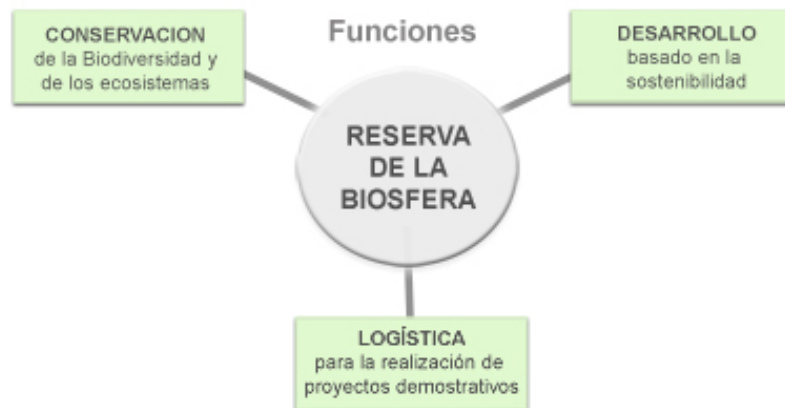 Funciones
CONSERVACION
de la Biodiversidad y
de los ecosistemas
DESARROLLO
basado en la
sostenibilidad
RESERVA
DE LA
BIOSFERA
LOGÍSTICA
para la realización de
proyectos demostrativos